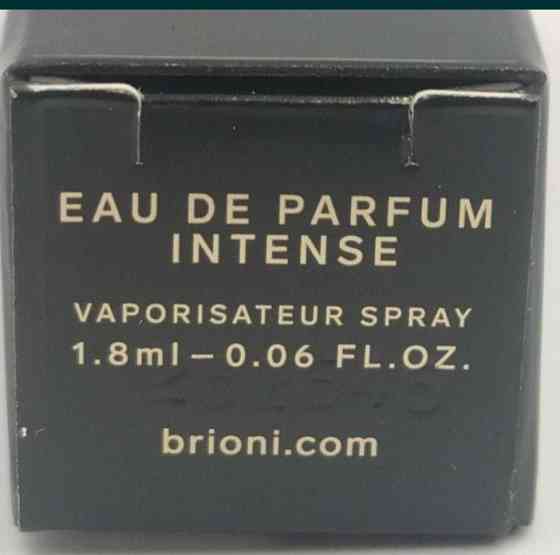 EAU DE PARFUM
INTENSE
VAPORISATEUR SPRAY
1.8ml – 0.06 FL.OZ.
brioni.com